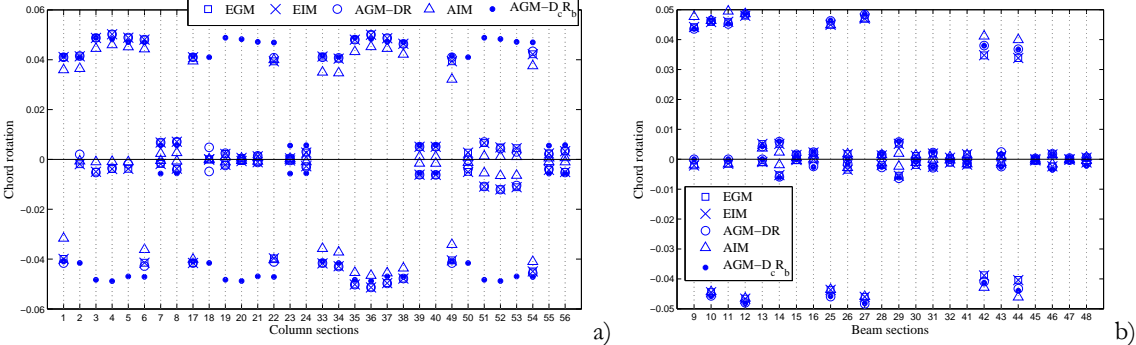 EGM EIM AGM−DR AIM AGM−DcRb
0.06
0.04
0.02
0
−0.02
−0.04
−0.06
Chord rotation
1 2 3 4 5 6 7 8 17 18 19 20 21 22 23 24 33 34 35 36 37 38 39 40 49 50 51 52 53 54 55 56
Column sections
a)
0.05
0.04
0.03
0.02
0.01
0
−0.01
−0.02
−0.03
−0.04
−0.05
Chord rotation
EGM
EIM
AGM−DR
AIM
AGM−DcRb
9 10 11 12 13 14 15 16 25 26 27 28 29 30 31 32 41 42 43 44 45 46 47 48
Beam sections
b)